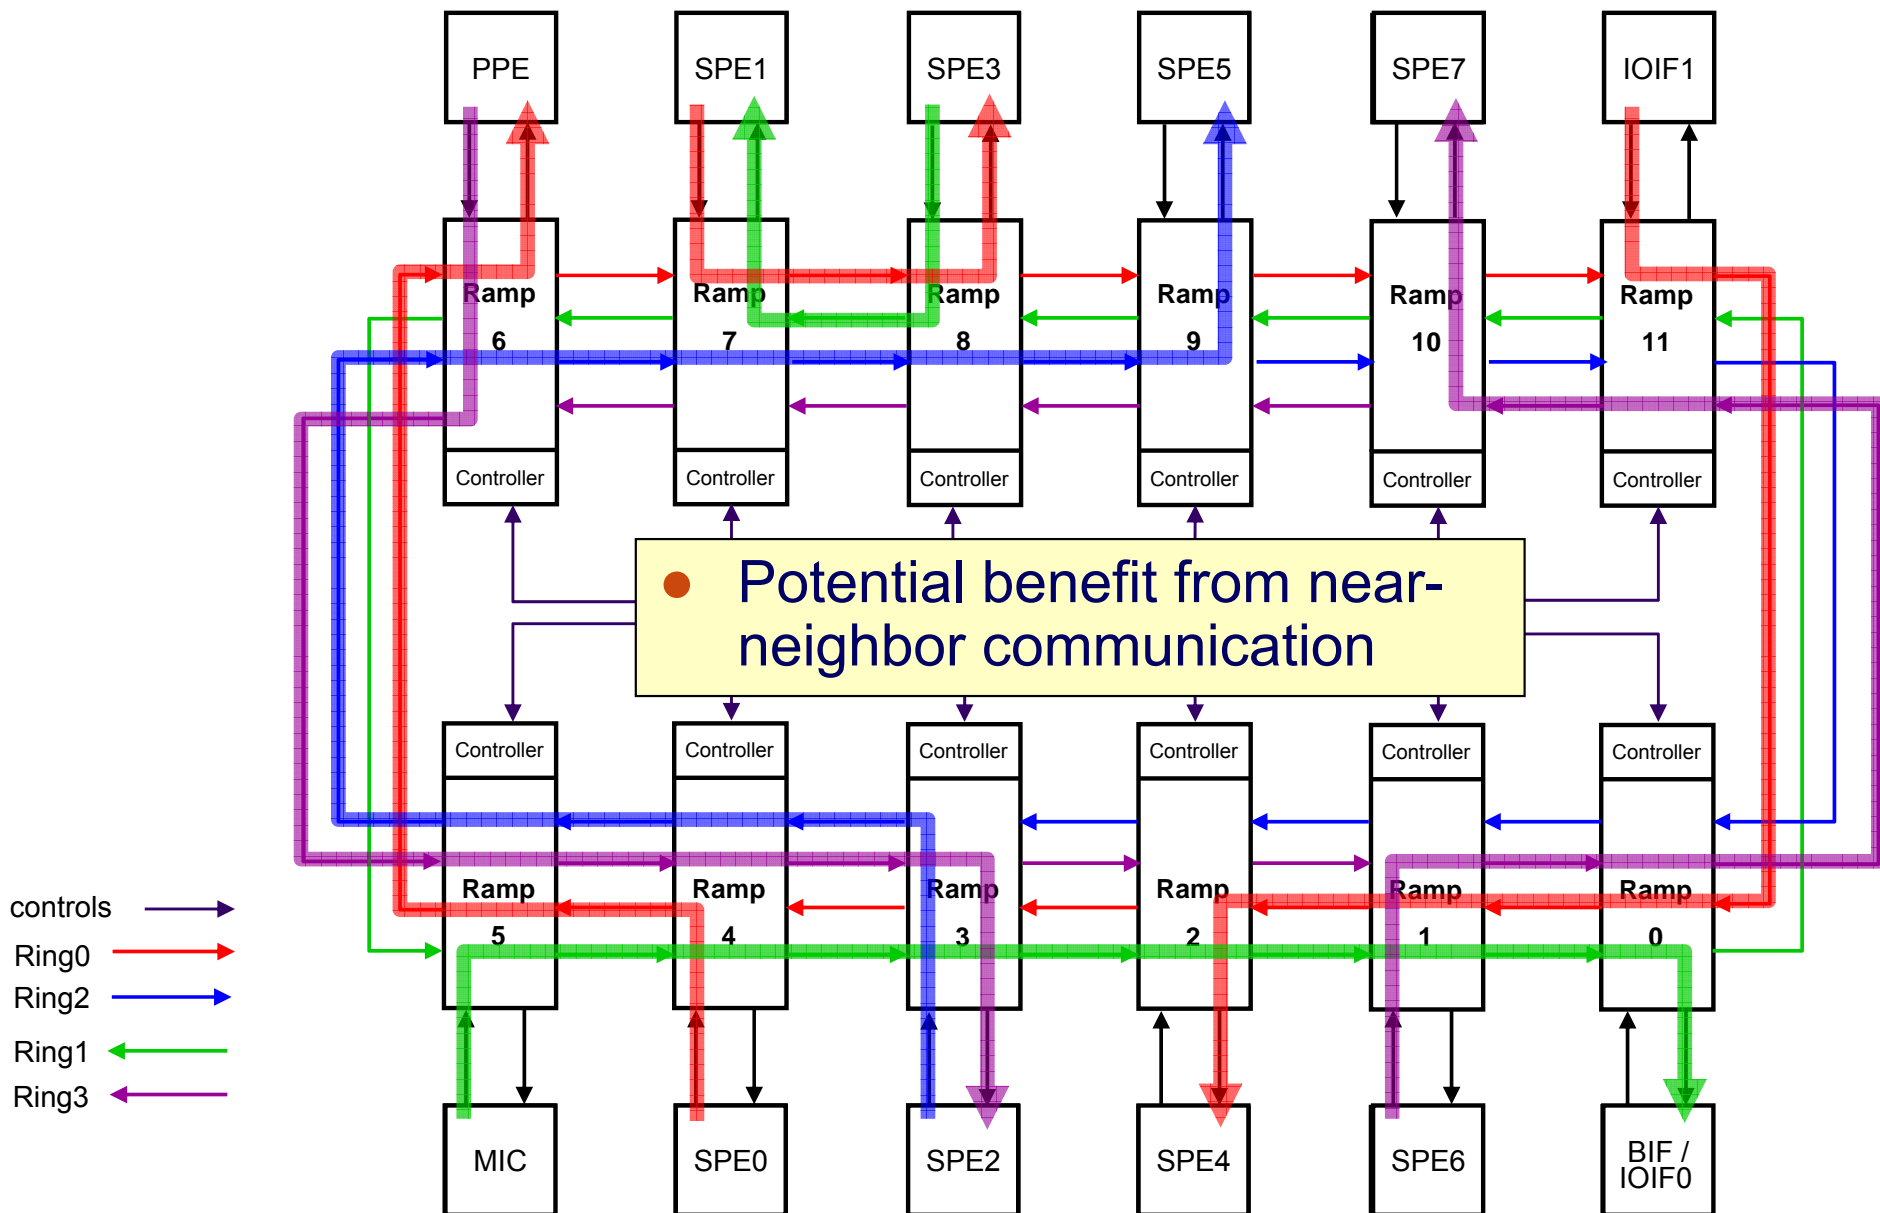 PPE
SPE1
SPE3
SPE5
SPE7
IOIF1
Ramp
6
Ramp
7
Ramp
8
Ramp
9
Ramp
10
Ramp
11
Controller
Controller
Controller
Controller
Controller
Controller
• Potential benefit from near-
neighbor communication
Controller
Controller
Controller
Controller
Controller
Controller
Ramp
5
Ramp
4
Ramp
3
Ramp
2
Ramp
1
Ramp
0
controls
Ring0
Ring2
Ring1
Ring3
MIC
SPE0
SPE2
SPE4
SPE6
BIF /
IOIF0